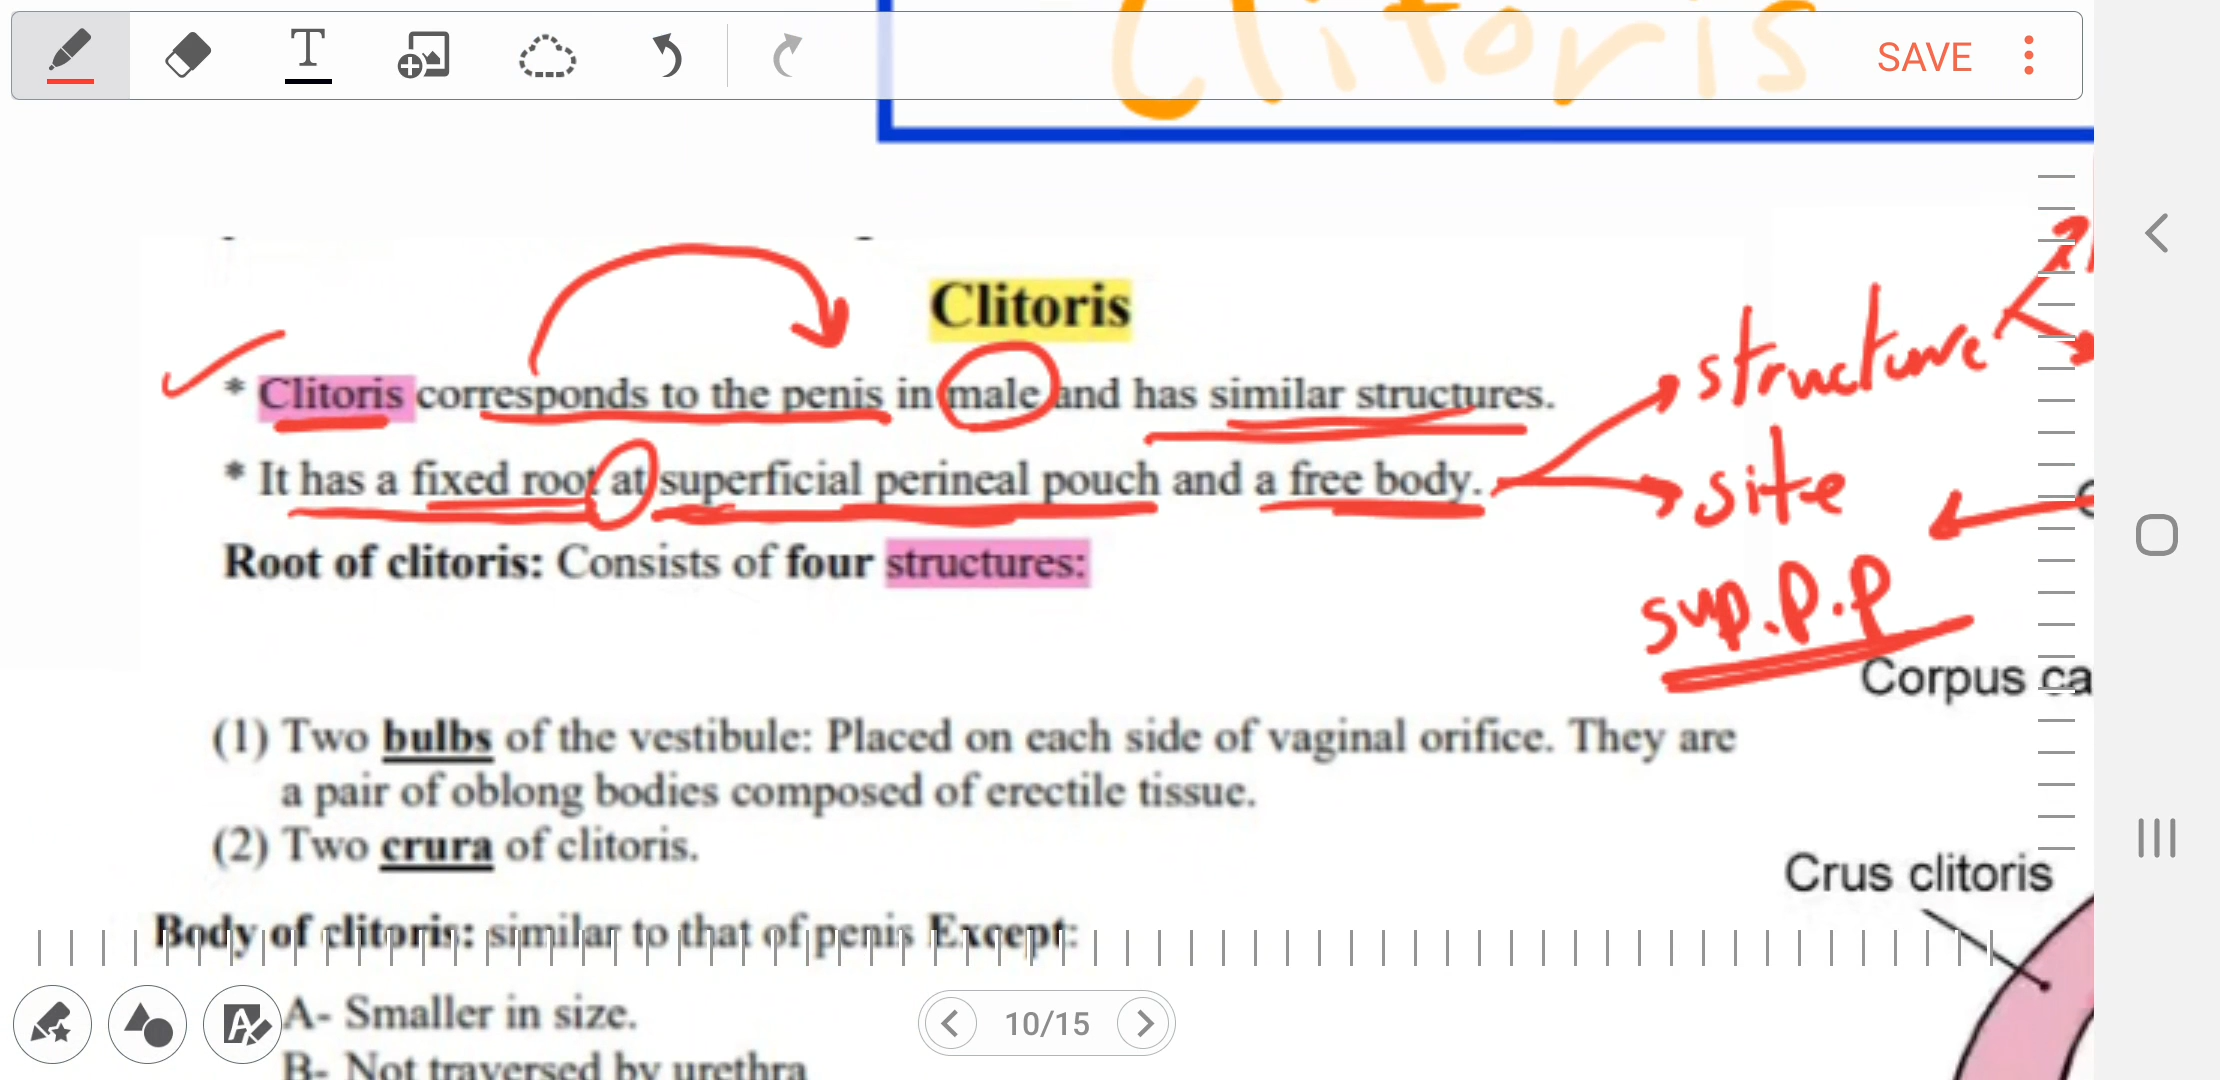 Clitoris
T
SAVE
Clitoris
* Clitoris corresponds to the penis in male and has similar structures.
structure
* It has a fixed root at superficial perineal pouch and a free body.
site
Root of clitoris: Consists of four structures:
sup.p.p
Corpus ca
(1) Two bulbs of the vestibule: Placed on each side of vaginal orifice. They are
a pair of oblong bodies composed of erectile tissue.
(2) Two crura of clitoris.
Crus clitoris
Body of clitoris: similar to that of penis Except:
A- Smaller in size.
10/15
B- Not traversed by urethra